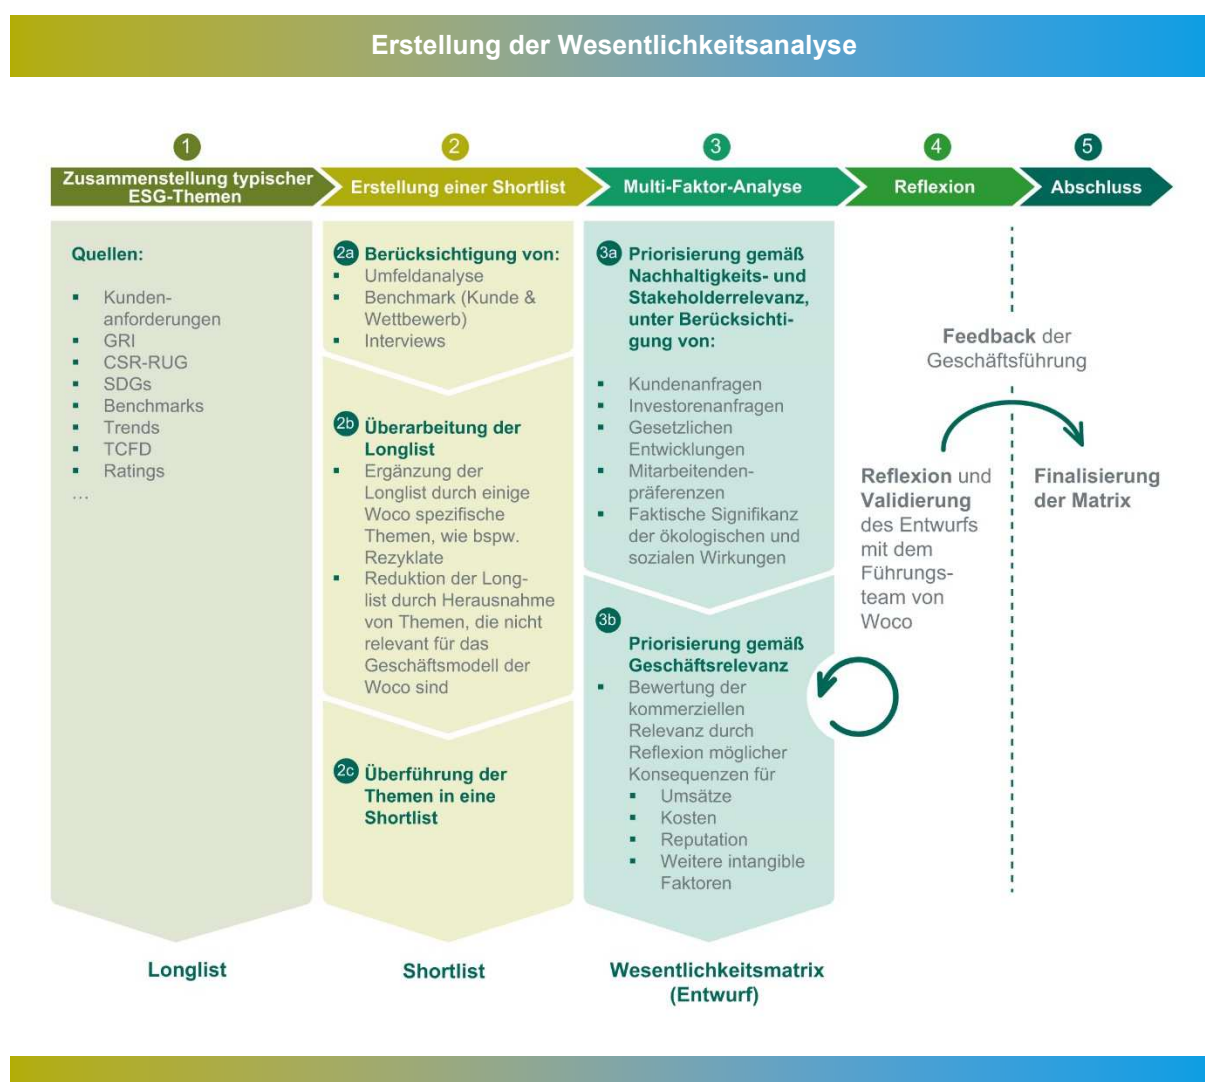 Erstellung der Wesentlichkeitsanalyse
1
2
3
4
5
Zusammenstellung typischer
ESG-Themen
Erstellung einer Shortlist
Multi-Faktor-Analyse
Reflexion
Abschluss
Quellen:
▪ Kunden-
anforderungen
▪ GRI
▪ CSR-RUG
▪ SDGs
▪ Benchmarks
▪ Trends
▪ TCFD
▪ Ratings
…
Longlist
2a Berücksichtigung von:
▪ Umfeldanalyse
▪ Benchmark (Kunde &
Wettbewerb)
▪ Interviews
2b Überarbeitung der
Longlist
▪ Ergänzung der
Longlist durch einige
Woco spezifische
Themen, wie bspw.
Rezyklate
▪ Reduktion der Long-
list durch Herausnahme
von Themen, die nicht
relevant für das
Geschäftsmodell der
Woco sind
2c Überführung der
Themen in eine
Shortlist
Shortlist
3a Priorisierung gemäß
Nachhaltigkeits- und
Stakeholderrelevanz,
unter Berücksichti-
gung von:
▪ Kundenanfragen
▪ Investorenanfragen
▪ Gesetzlichen
Entwicklungen
▪ Mitarbeitenden-
präferenzen
▪ Faktische Signifikanz
der ökologischen und
sozialen Wirkungen
3b
Priorisierung gemäß
Geschäftsrelevanz
▪ Bewertung der
kommerziellen
Relevanz durch
Reflexion möglicher
Konsequenzen für
▪ Umsätze
▪ Kosten
▪ Reputation
▪ Weitere intangible
Faktoren
Wesentlichkeitsmatrix
(Entwurf)
Feedback der
Geschäftsführung
Reflexion und
Validierung
des Entwurfs
mit dem
Führungs-
team von
Woco
Finalisierung
der Matrix